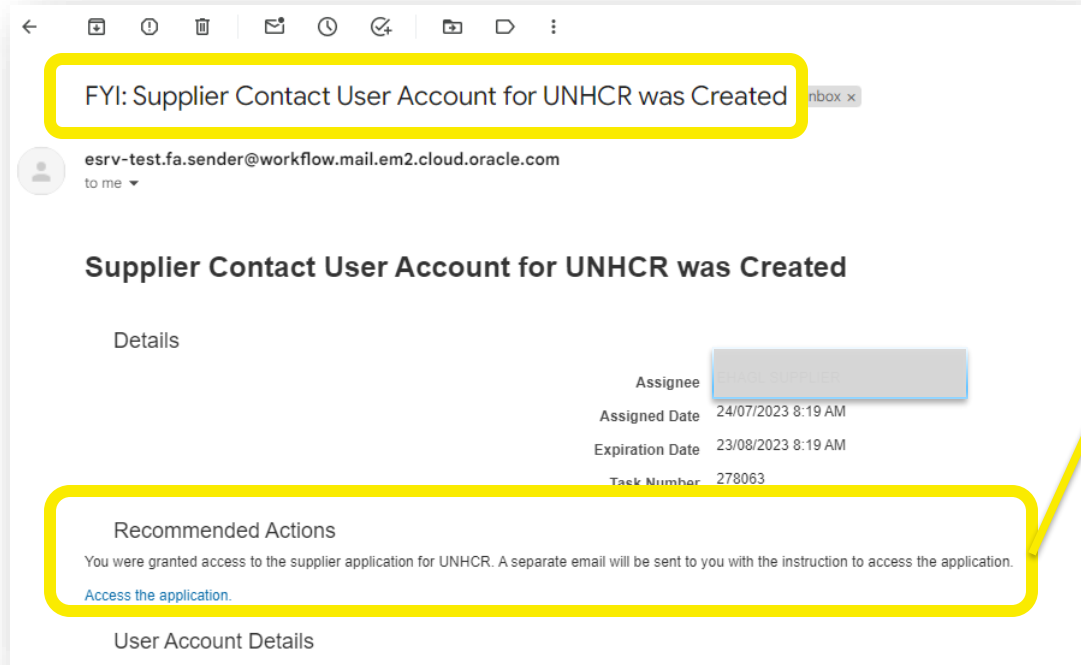 FYI: Supplier Contact User Account for UNHCR was Created
esrv-test.fa.sender@workflow.mail.em2.cloud.oracle.com
to me
Supplier Contact User Account for UNHCR was Created
Details
Assignee
Assigned Date 24/07/2023 8:19 AM
Expiration Date 23/08/2023 8:19 AM
Task Number 278063
Recommended Actions
You were granted access to the supplier application for UNHCR. A separate email will be sent to you with the instruction to access the application.
Access the application.
User Account Details